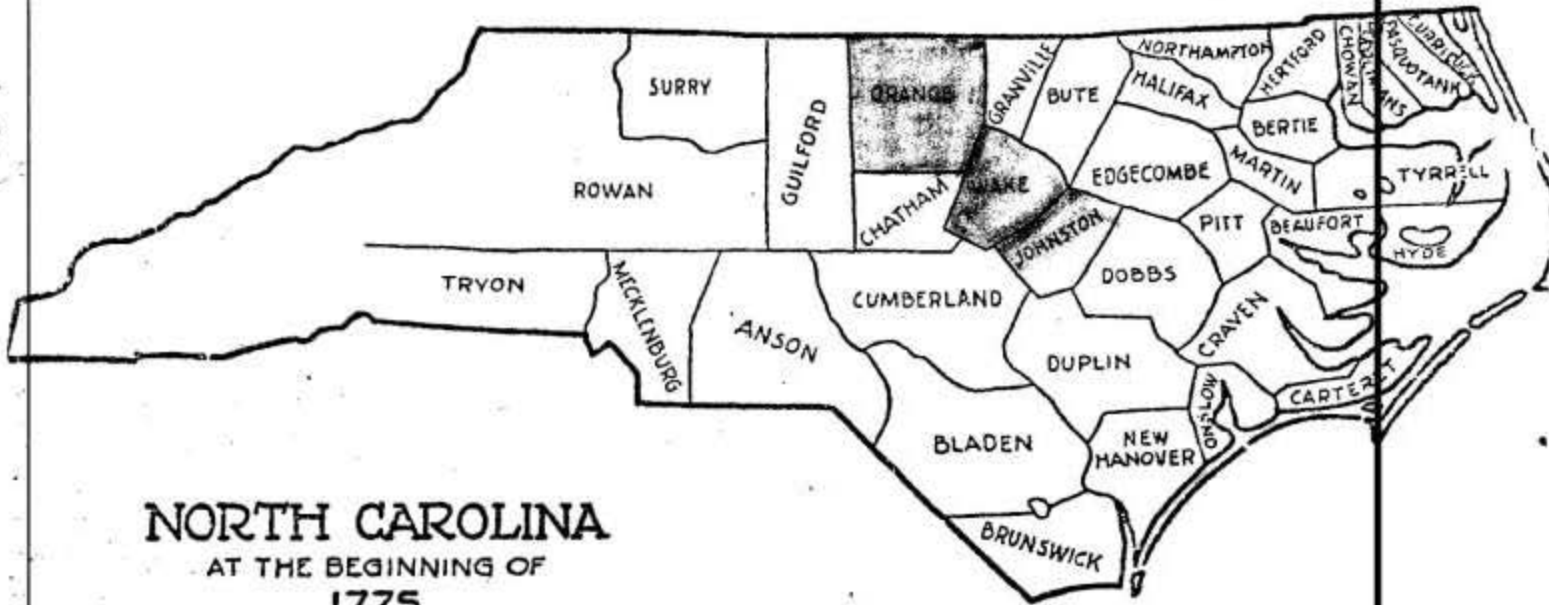 NORTHAMPTON
HERTFORD
CHOWAN
PASQUOTANK
SURRY
ORANGE
GRANVILLE
BUTE
HALIFAX
BERTIE
GUILFORD
ROWAN
CHATHAM
WAKE
EDGECOMBE
MARTIN
TYRRELL
JOHNSTON
PITT
BEAUFORT
HYDE
TRYON
MECKLENBURG
ANSON
CUMBERLAND
DOBBS
CRAVEN
DUPLIN
ONSLOW
CARTERET
BLADEN
NEW
HANOVER
BRUNSWICK
NORTH CAROLINA
AT THE BEGINNING OF
1775